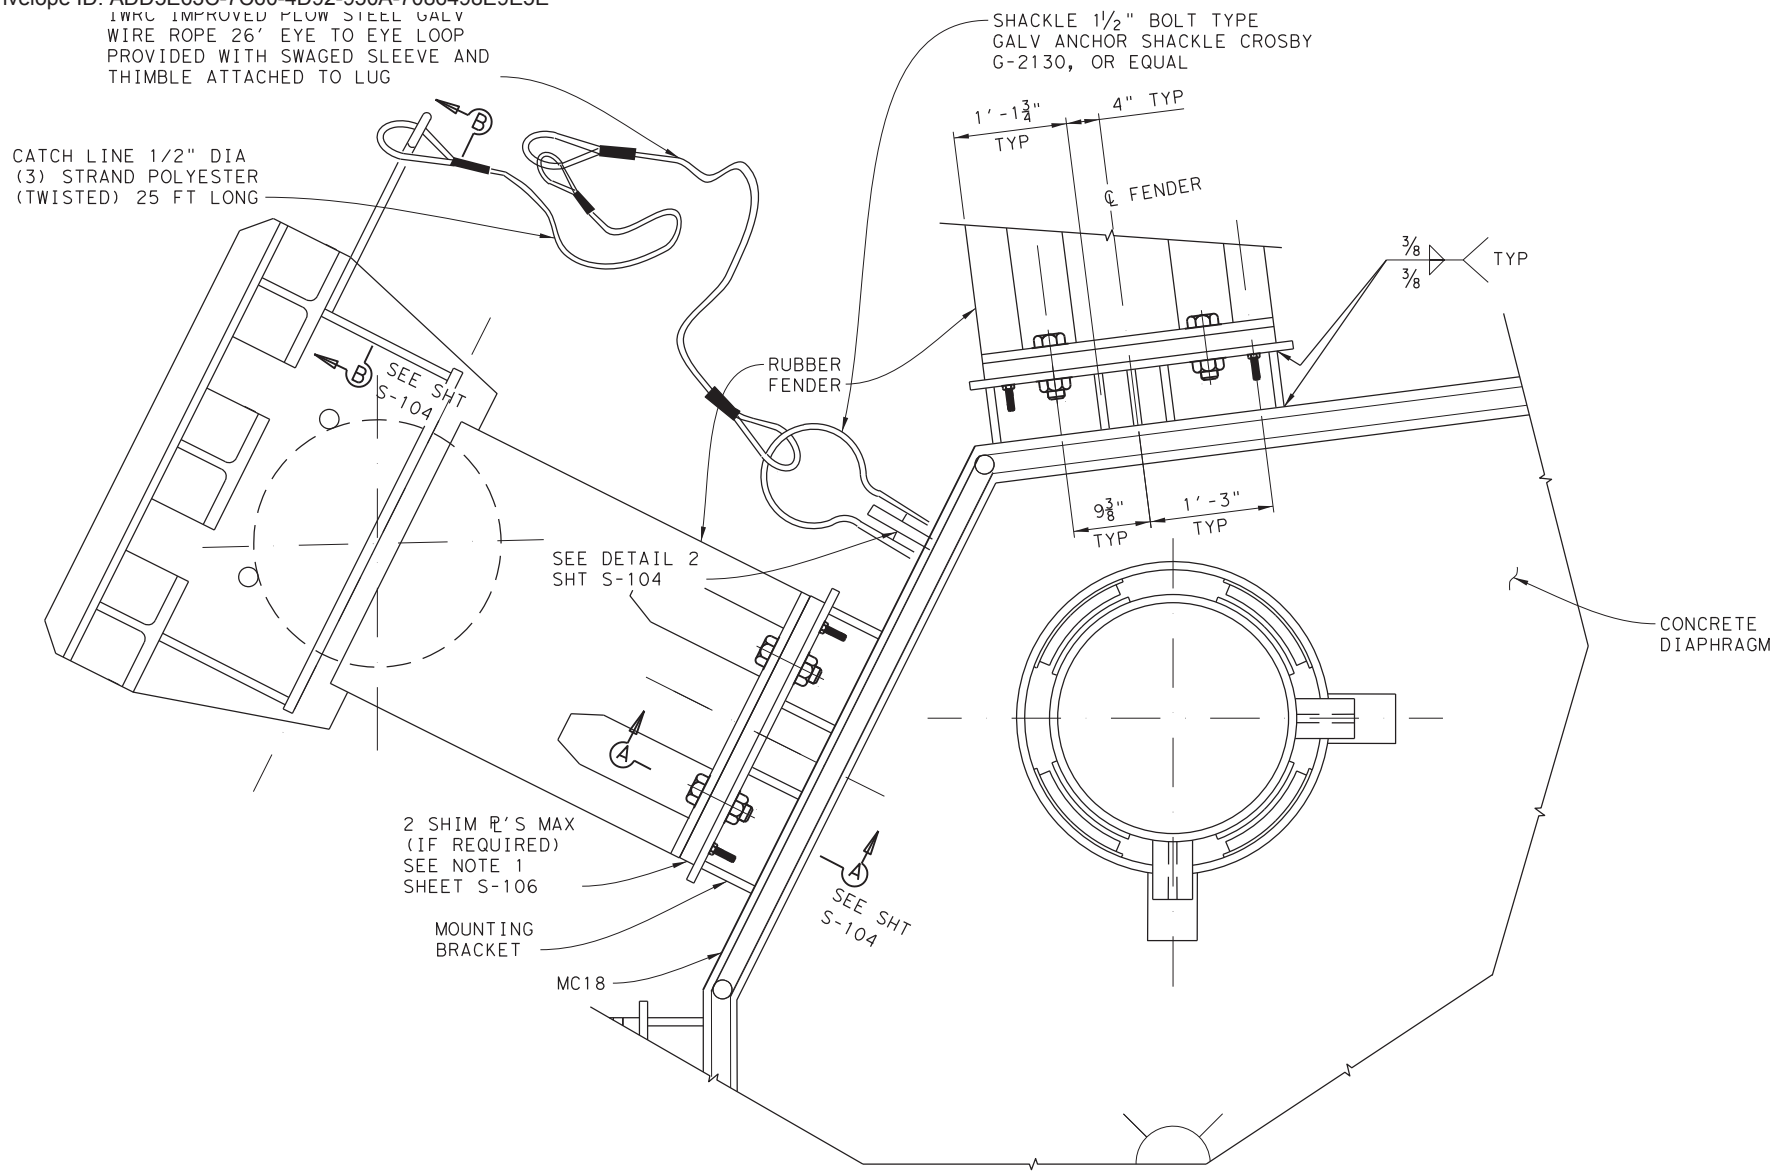 IWRC IMPROVED PLOW STEEL GALV
WIRE ROPE 26' EYE TO EYE LOOP
PROVIDED WITH SWAGED SLEEVE AND
THIMBLE ATTACHED TO LUG
SHACKLE 1½" BOLT TYPE
GALV ANCHOR SHACKLE CROSBY
G-2130, OR EQUAL
CATCH LINE 1/2" DIA
(3) STRAND POLYESTER
(TWISTED) 25 FT LONG
B
1'-1¾"
TYP
4" TYP
℄ FENDER
3/8
3/8
TYP
B
SEE SHT
S-104
RUBBER
FENDER
9⅜"
TYP
1'-3"
TYP
SEE DETAIL 2
SHT S-104
CONCRETE
DIAPHRAGM
A
2 SHIM ⅊'S MAX
(IF REQUIRED)
SEE NOTE 1
SHEET S-106
A
SEE SHT
S-104
MOUNTING
BRACKET
MC18